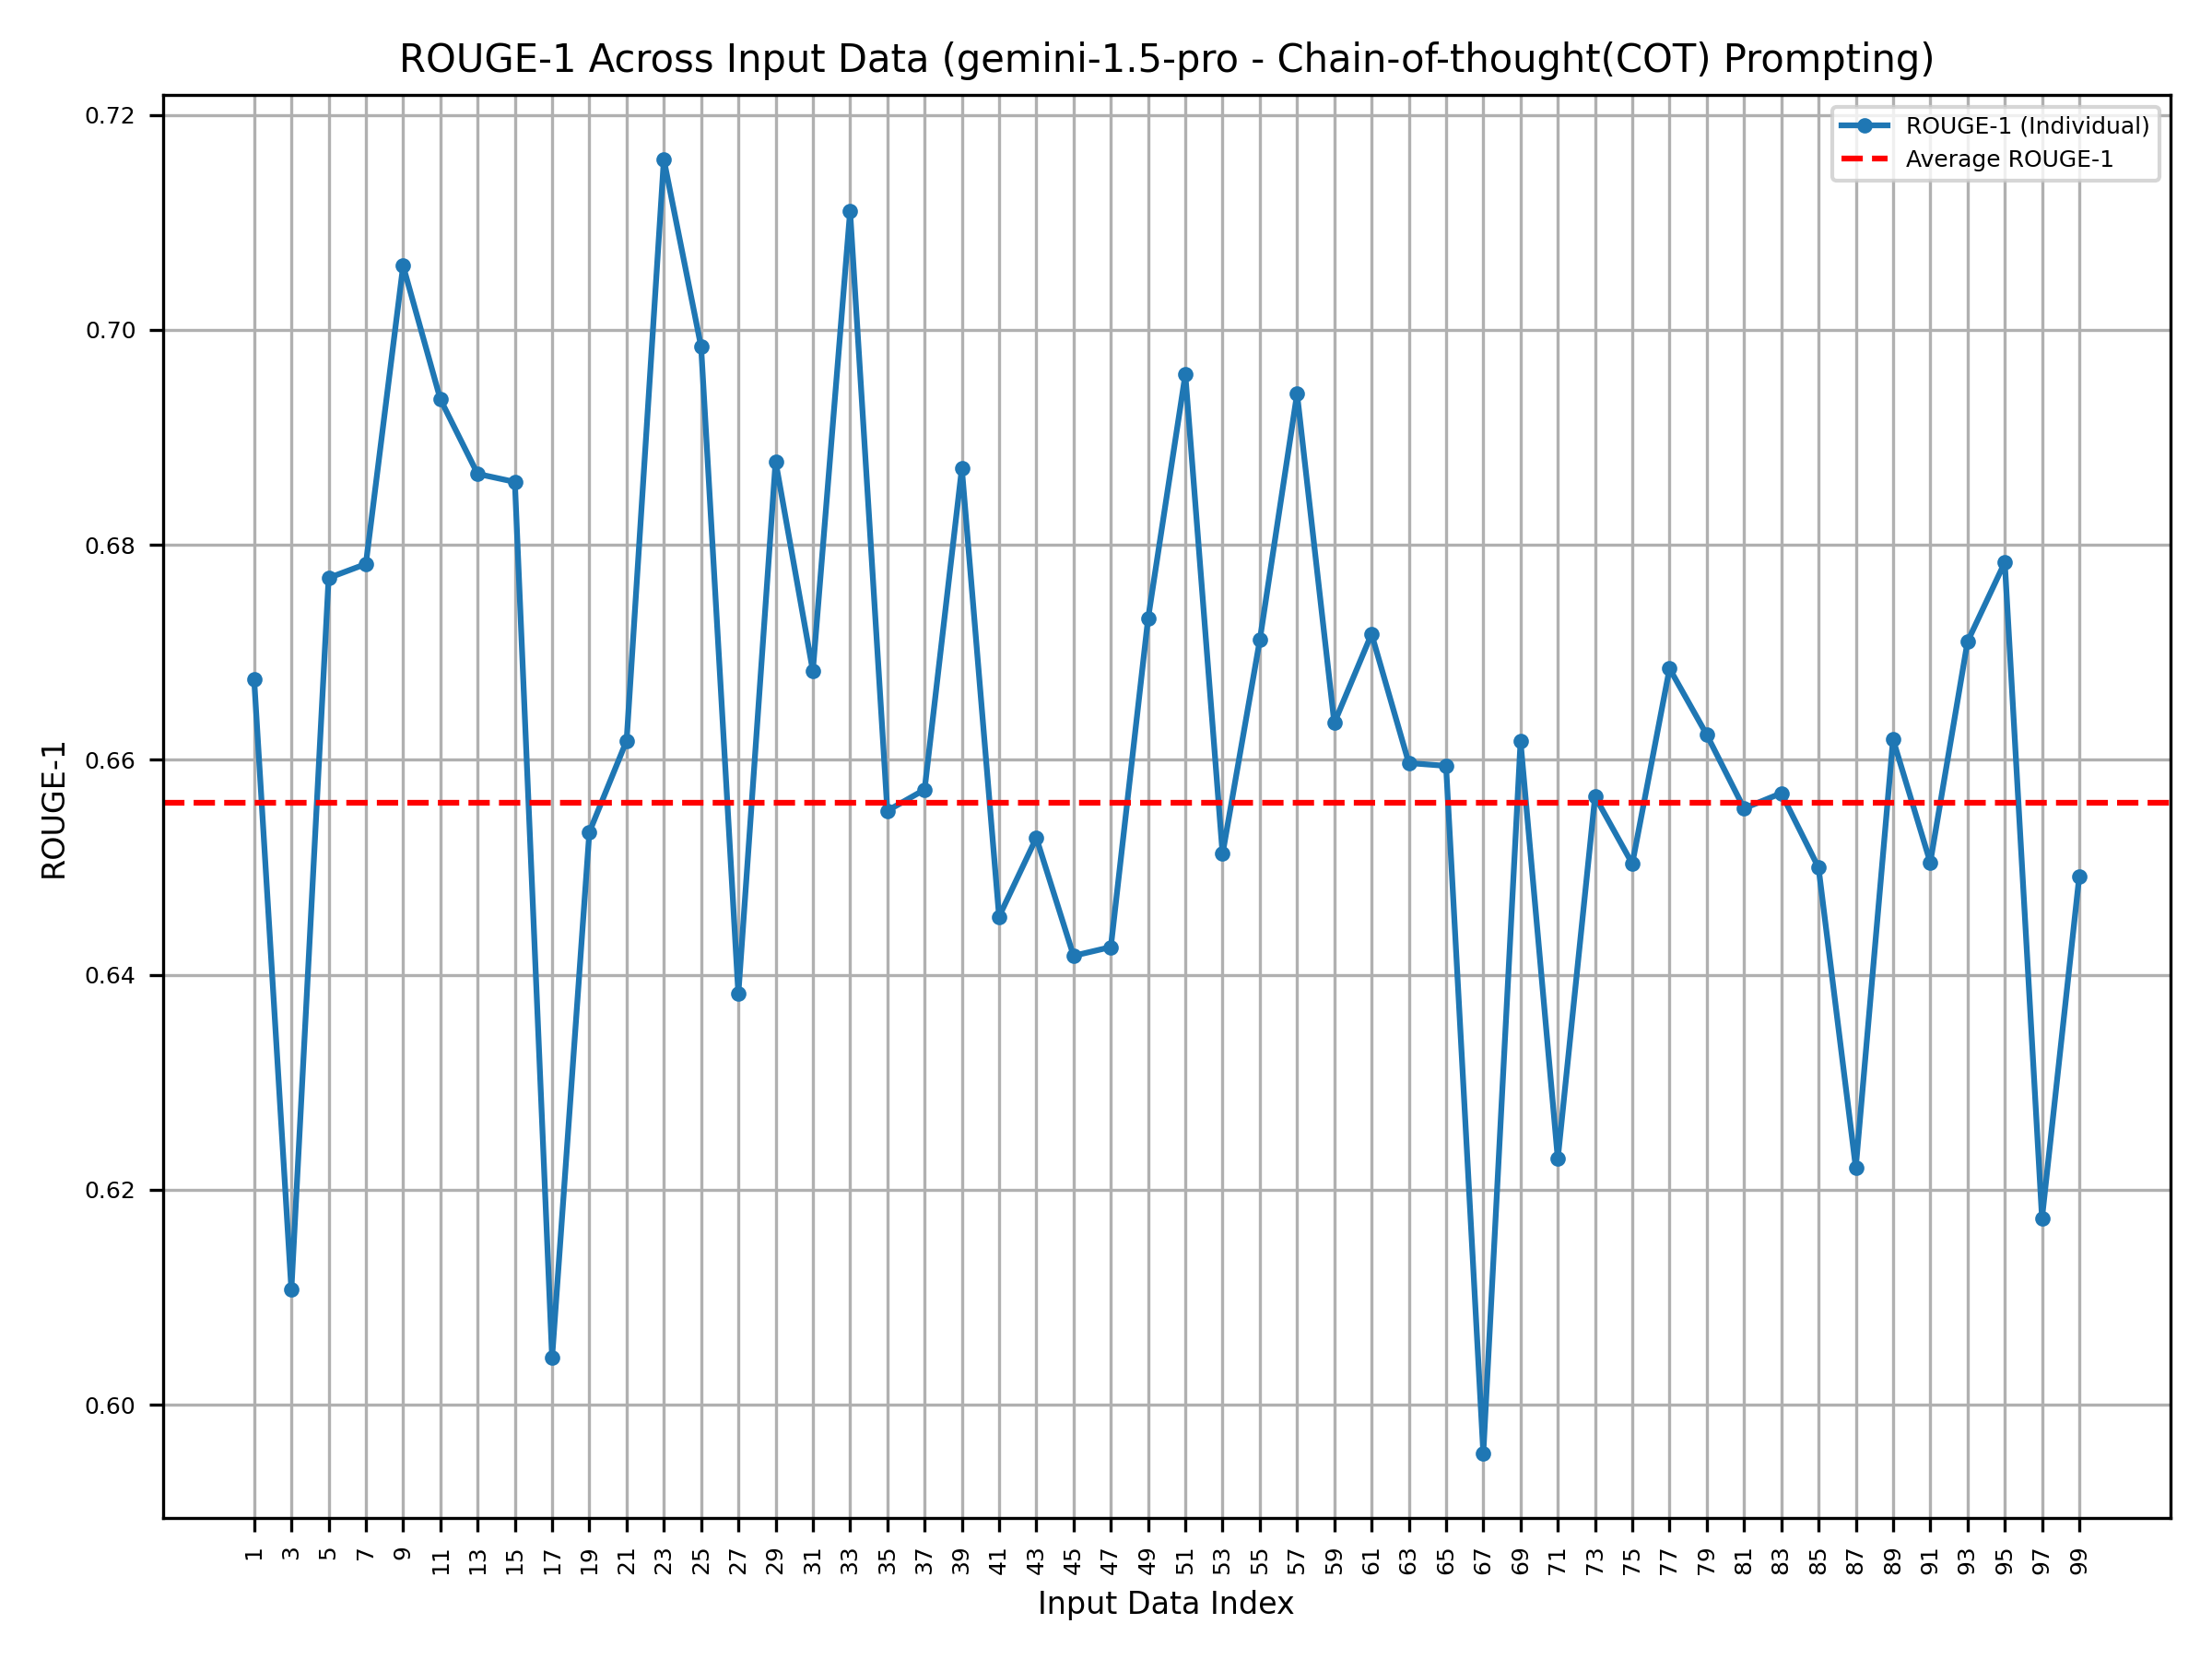 ROUGE-1 Across Input Data (gemini-1.5-pro - Chain-of-thought(COT) Prompting)
ROUGE-1 (Individual)
Average ROUGE-1
0.72
0.70
0.68
0.66
0.64
0.62
0.60
ROUGE-1
1 3 5 7 9 11 13 15 17 19 21 23 25 27 29 31 33 35 37 39 41 43 45 47 49 51 53 55 57 59 61 63 65 67 69 71 73 75 77 79 81 83 85 87 89 91 93 95 97 99
Input Data Index